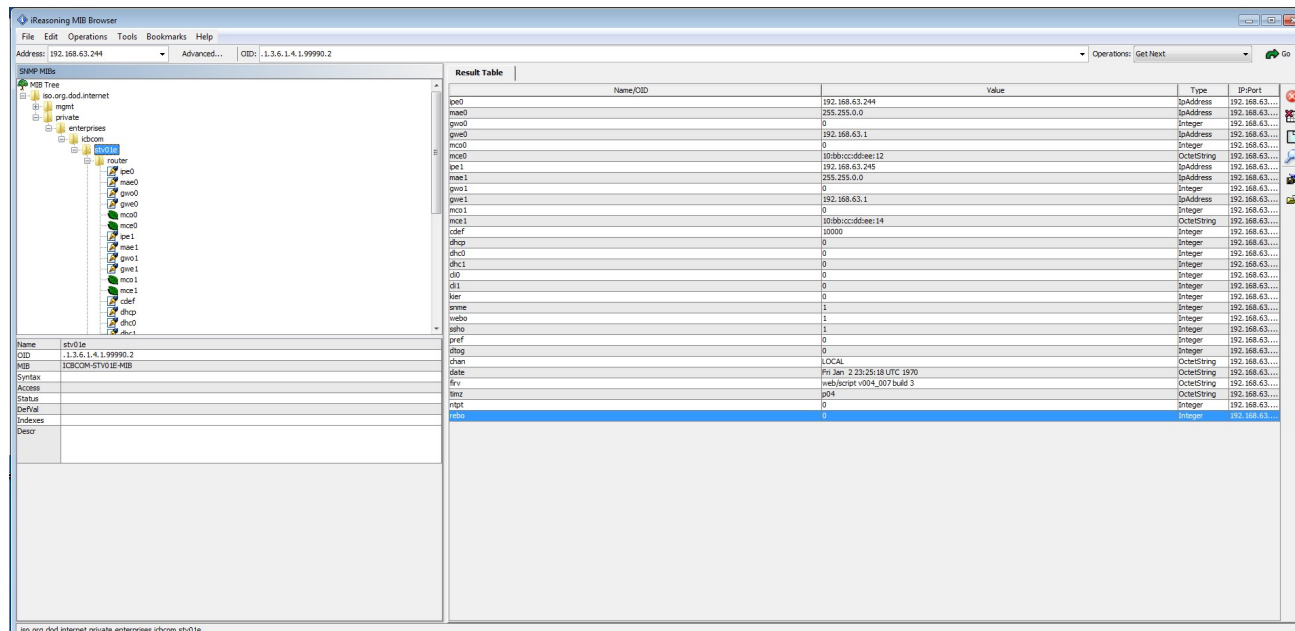 iReasoning MIB Browser
File Edit Operations Tools Bookmarks Help
Address: 192.168.63.244 Advanced... OID: .1.3.6.1.4.1.99990.2 Operations: Get Next Go
SNMP MIBs
MIB Tree
iso.org.dod.internet
mgmt
private
enterprises
icbcom
stv01e
router
ipe0
mae0
gwo0
gwe0
mco0
mce0
ipe1
mae1
gwo1
gwe1
mco1
mce1
cdef
dhcp
dhc0
dhc1
Name stv01e
OID .1.3.6.1.4.1.99990.2
MIB ICBCOM-STV01E-MIB
Syntax
Access
Status
DefVal
Indexes
Descr
Result Table
Name/OID Value Type IP:Port
ipe0 192.168.63.244 IpAddress 192.168.63....
mae0 255.255.0.0 IpAddress 192.168.63....
gwo0 0 Integer 192.168.63....
gwe0 192.168.63.1 IpAddress 192.168.63....
mco0 0 Integer 192.168.63....
mce0 10:bb:cc:dd:ee:12 OctetString 192.168.63....
ipe1 192.168.63.245 IpAddress 192.168.63....
mae1 255.255.0.0 IpAddress 192.168.63....
gwo1 0 Integer 192.168.63....
gwe1 192.168.63.1 IpAddress 192.168.63....
mco1 0 Integer 192.168.63....
mce1 10:bb:cc:dd:ee:14 OctetString 192.168.63....
cdef 10000 Integer 192.168.63....
dhcp 0 Integer 192.168.63....
dhc0 0 Integer 192.168.63....
dhc1 0 Integer 192.168.63....
cli0 0 Integer 192.168.63....
cli1 0 Integer 192.168.63....
kier 0 Integer 192.168.63....
snme 1 Integer 192.168.63....
webo 1 Integer 192.168.63....
ssho 1 Integer 192.168.63....
pref 0 Integer 192.168.63....
dtog 0 Integer 192.168.63....
chan LOCAL OctetString 192.168.63....
date Fri Jan 2 23:25:18 UTC 1970 OctetString 192.168.63....
firv web/script v004_007 build 3 OctetString 192.168.63....
timz p04 OctetString 192.168.63....
ntpt 0 Integer 192.168.63....
rebo 0 Integer 192.168.63....
iso.org.dod.internet.private.enterprises.icbcom.stv01e